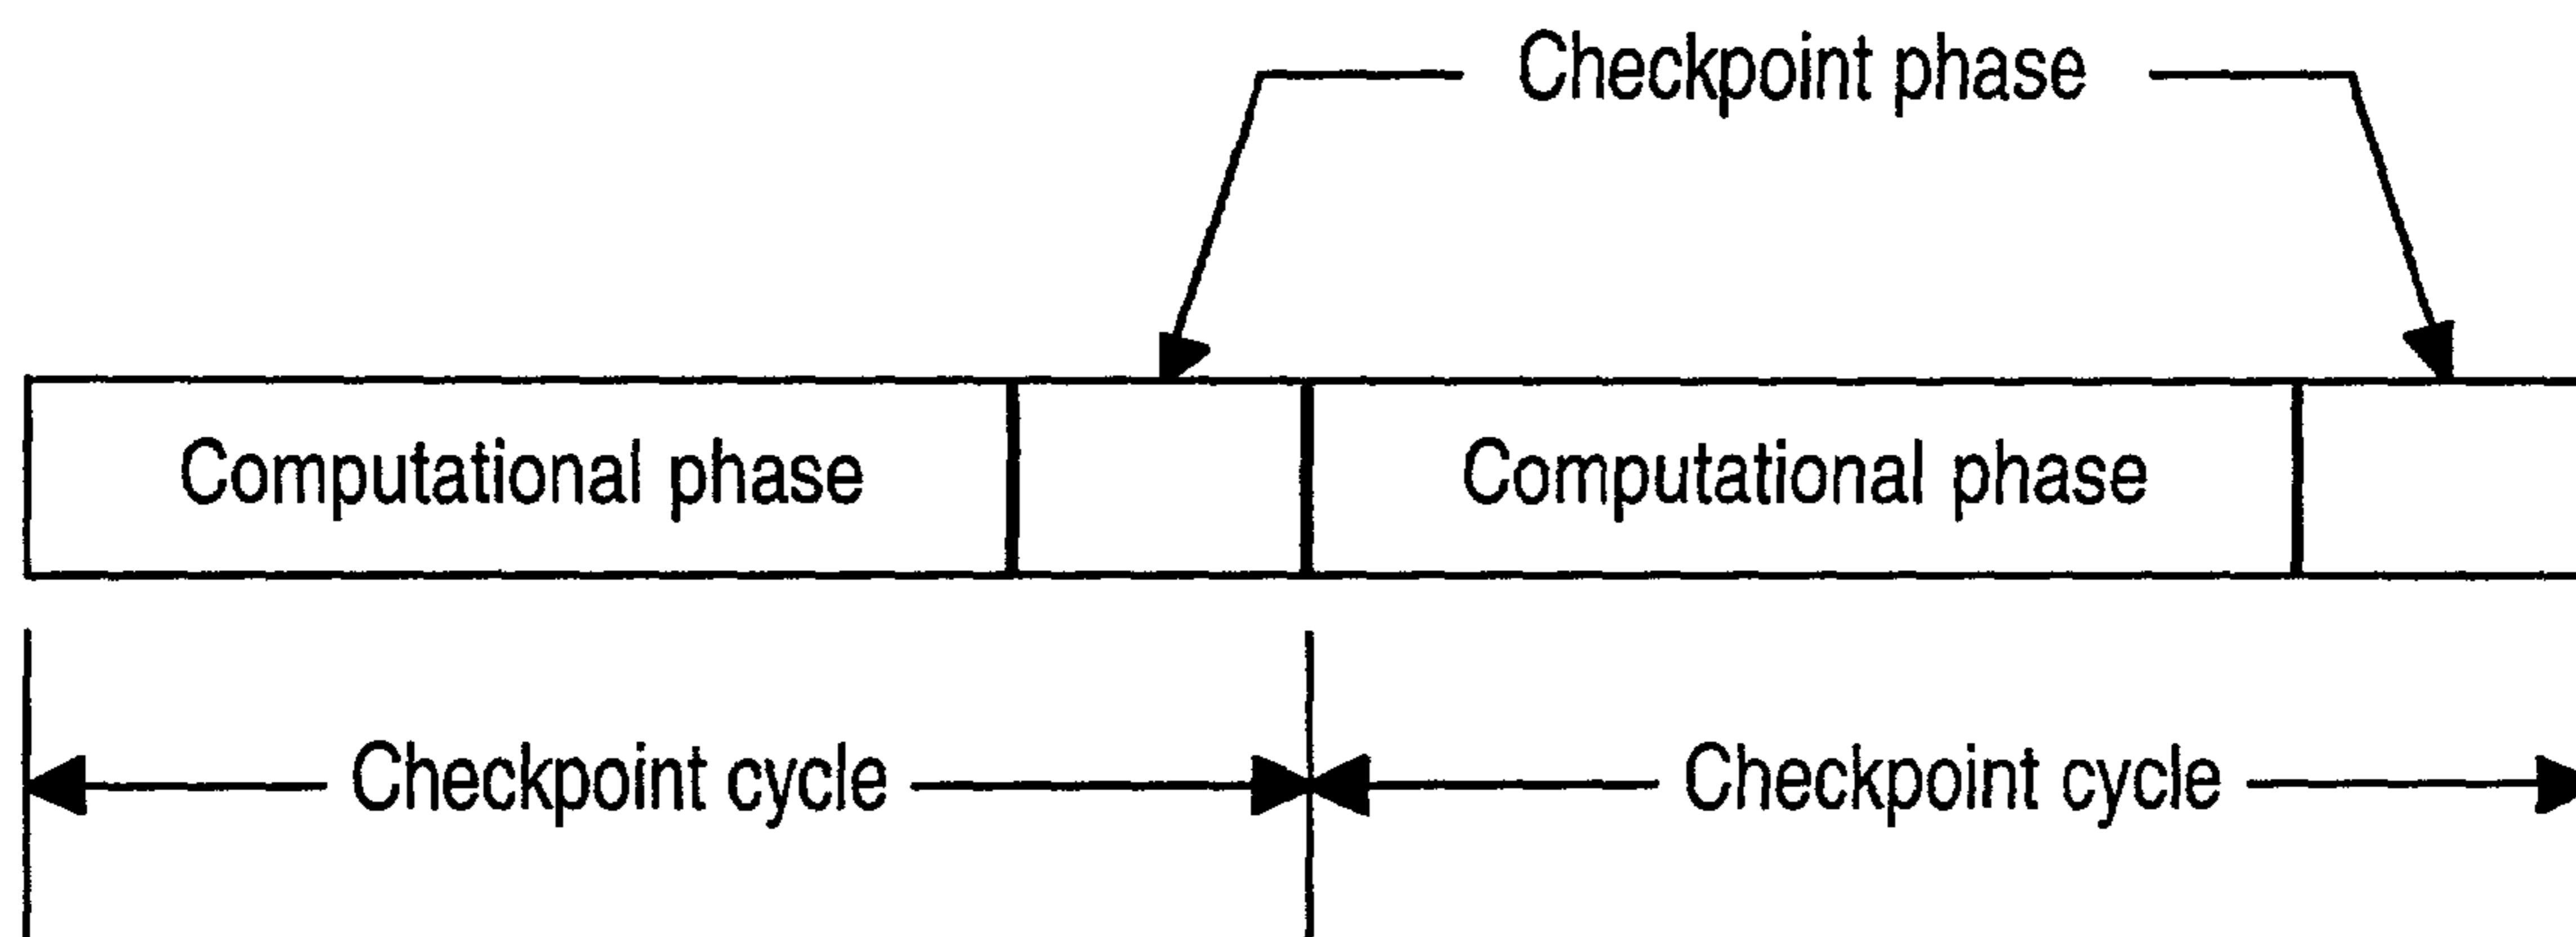 Checkpoint phase
Computational phase
Computational phase
Checkpoint cycle
Checkpoint cycle